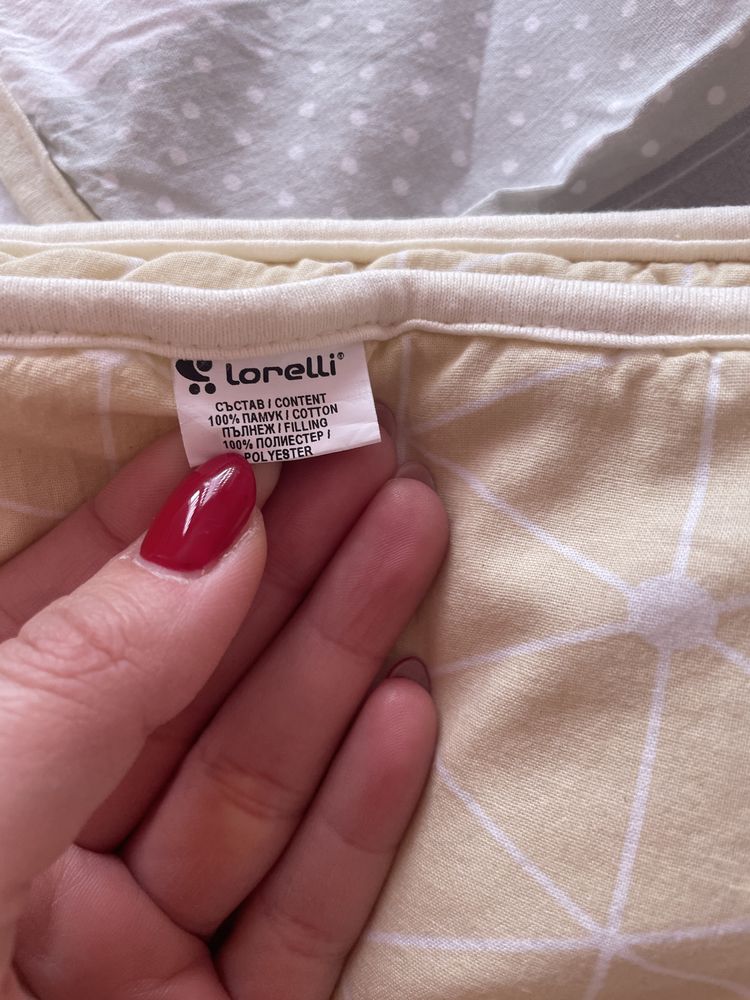 lorelli®
СЪСТАВ / CONTENT
100% ПАМУК / COTTON
ПЪЛНЕЖ / FILLING
100% ПОЛИЕСТЕР /
POLYESTER